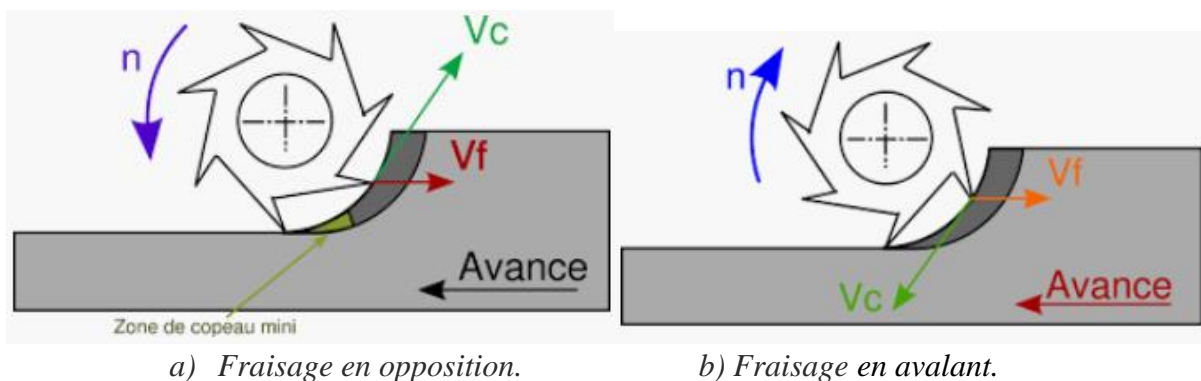 n
Vc
Vf
Avance
Zone de copeau mini
n
Vf
Vc
Avance
a) Fraisage en opposition.
b) Fraisage en avalant.